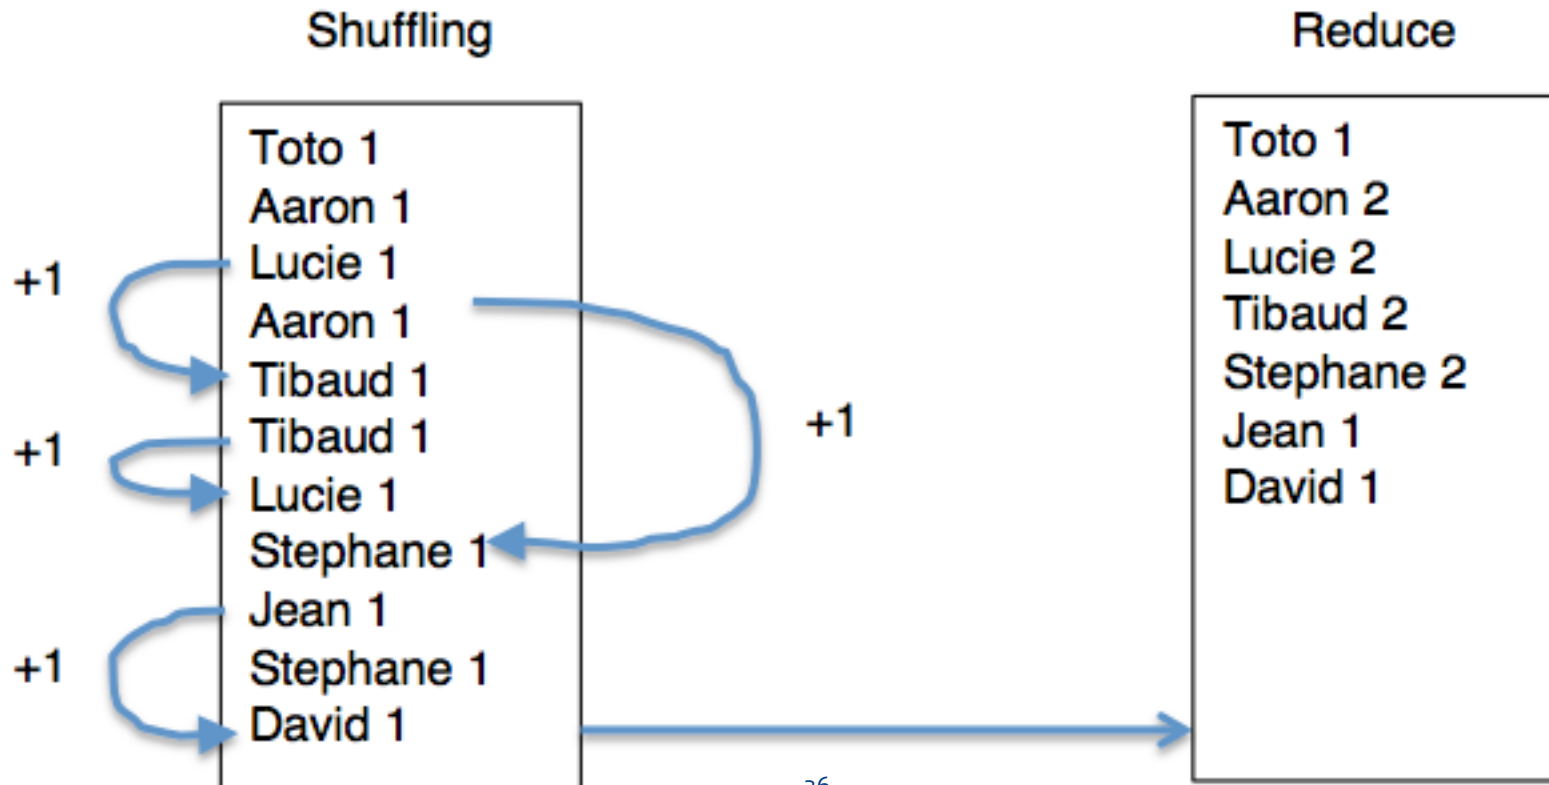 Shuffling
Reduce
Toto 1
Aaron 1
Lucie 1
Aaron 1
Tibaud 1
Tibaud 1
Lucie 1
Stephane 1
Jean 1
Stephane 1
David 1
+1
+1
+1
+1
Toto 1
Aaron 2
Lucie 2
Tibaud 2
Stephane 2
Jean 1
David 1